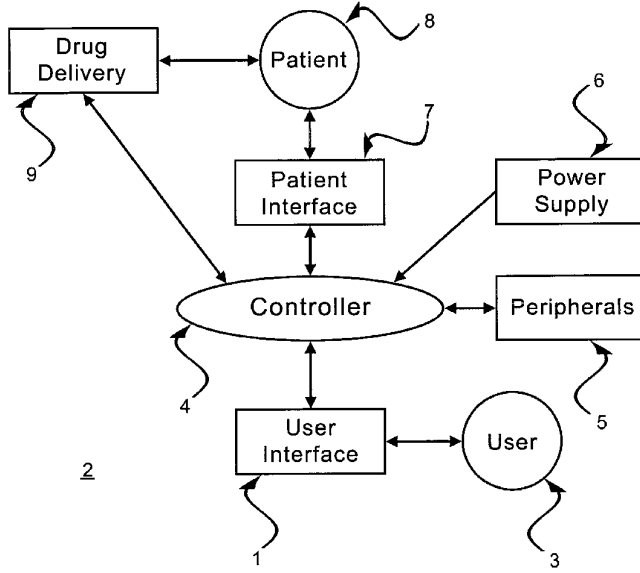 8
Drug
Delivery
Patient
7
6
9
Patient
Interface
Power
Supply
Controller
Peripherals
4
5
User
Interface
User
2
1
3